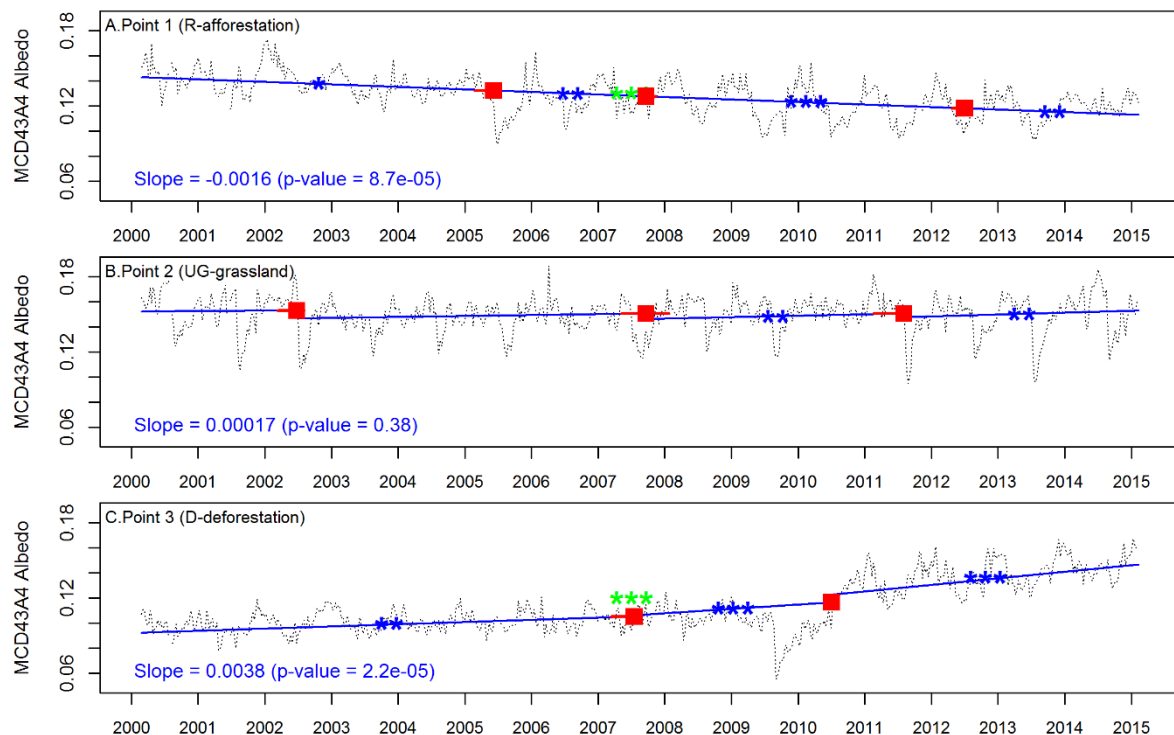 A.Point 1 (R-afforestation)
MCD43A4 Albedo
0.18
0.12
0.06
* ** ** *** **
Slope = -0.0016 (p-value = 8.7e-05)
2000 2001 2002 2003 2004 2005 2006 2007 2008 2009 2010 2011 2012 2013 2014 2015
B.Point 2 (UG-grassland)
MCD43A4 Albedo
0.18
0.12
0.06
** **
Slope = 0.00017 (p-value = 0.38)
2000 2001 2002 2003 2004 2005 2006 2007 2008 2009 2010 2011 2012 2013 2014 2015
C.Point 3 (D-deforestation)
MCD43A4 Albedo
0.18
0.12
0.06
***
** *** ***
Slope = 0.0038 (p-value = 2.2e-05)
2000 2001 2002 2003 2004 2005 2006 2007 2008 2009 2010 2011 2012 2013 2014 2015